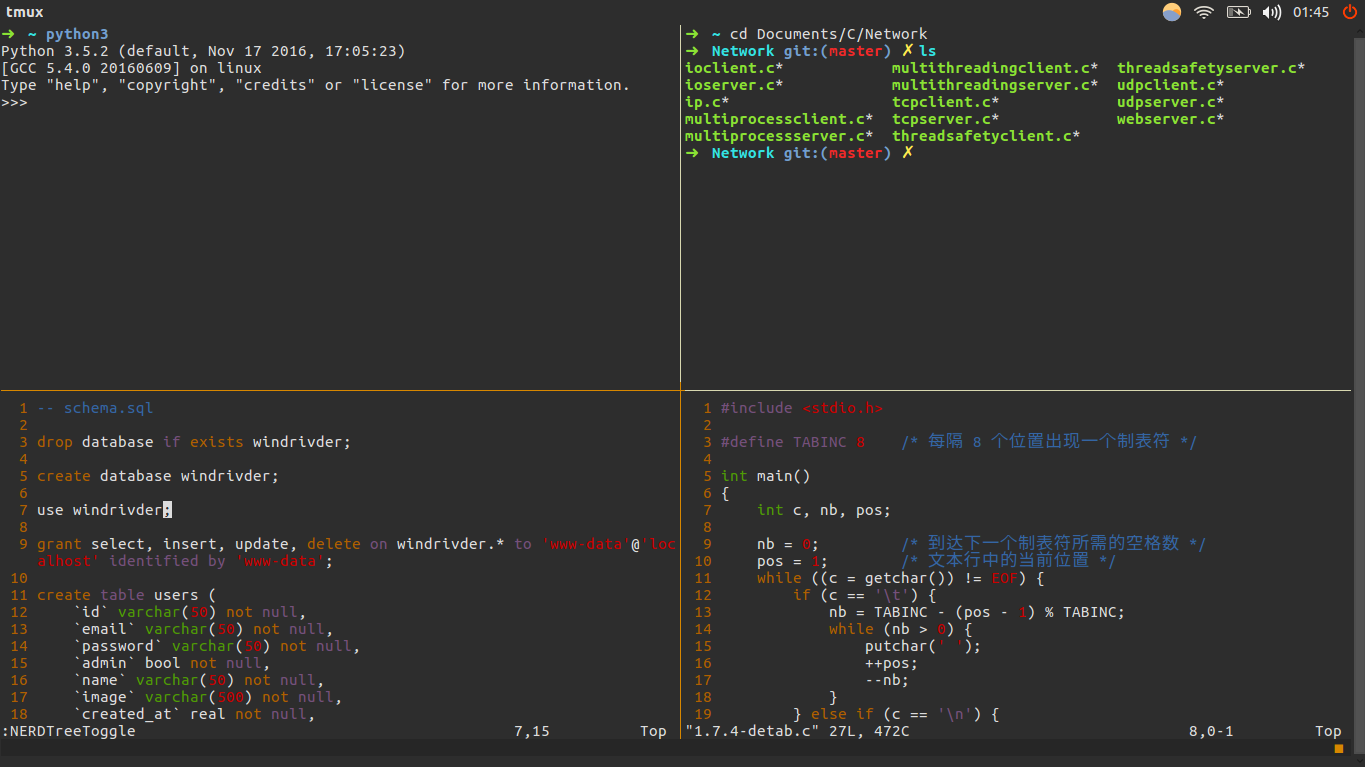 tmux 01:45
➜ ~ python3
Python 3.5.2 (default, Nov 17 2016, 17:05:23)
[GCC 5.4.0 20160609] on linux
Type "help", "copyright", "credits" or "license" for more information.
>>>
➜ ~ cd Documents/C/Network
➜ Network git:(master) ✗ ls
ioclient.c* multithreadingclient.c* threadsafetyserver.c*
ioserver.c* multithreadingserver.c* udpclient.c*
ip.c* tcpclient.c* udpserver.c*
multiprocessclient.c* tcpserver.c* webserver.c*
multiprocessserver.c* threadsafetyclient.c*
➜ Network git:(master) ✗
1 -- schema.sql
2
3 drop database if exists windrivder;
4
5 create database windrivder;
6
7 use windrivder;
8
9 grant select, insert, update, delete on windrivder.* to 'www-data'@'loc
alhost' identified by 'www-data';
10
11 create table users (
12     `id` varchar(50) not null,
13     `email` varchar(50) not null,
14     `password` varchar(50) not null,
15     `admin` bool not null,
16     `name` varchar(50) not null,
17     `image` varchar(500) not null,
18     `created_at` real not null,
:NERDTreeToggle 7,15 Top
1 #include <stdio.h>
2
3 #define TABINC 8    /* 每隔 8 个位置出现一个制表符 */
4
5 int main()
6 {
7     int c, nb, pos;
8
9     nb = 0;         /* 到达下一个制表符所需的空格数 */
10     pos = 1;        /* 文本行中的当前位置 */
11     while ((c = getchar()) != EOF) {
12         if (c == '\t') {
13             nb = TABINC - (pos - 1) % TABINC;
14             while (nb > 0) {
15                 putchar(' ');
16                 ++pos;
17                 --nb;
18             }
19         } else if (c == '\n') {
"1.7.4-detab.c" 27L, 472C 8,0-1 Top